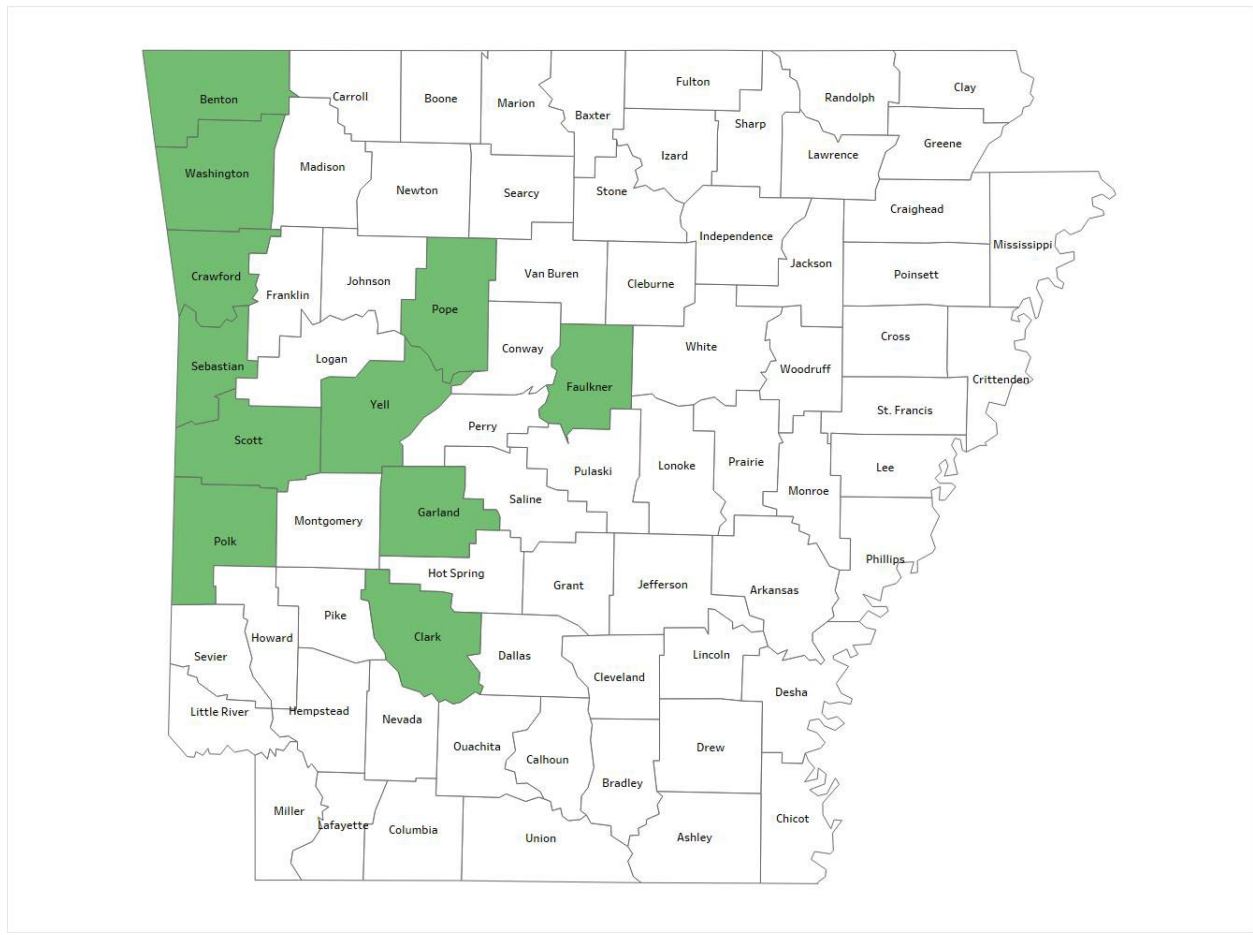 Benton
Carroll
Boone
Marion
Baxter
Fulton
Randolph
Clay
Sharp
Greene
Izard
Lawrence
Washington
Madison
Newton
Searcy
Stone
Craighead
Independence
Mississippi
Crawford
Franklin
Johnson
Van Buren
Cleburne
Jackson
Poinsett
Pope
Conway
White
Cross
Sebastian
Logan
Faulkner
Woodruff
Crittenden
Yell
St. Francis
Scott
Perry
Pulaski
Lonoke
Prairie
Lee
Monroe
Saline
Garland
Montgomery
Polk
Phillips
Hot Spring
Grant
Jefferson
Arkansas
Pike
Howard
Clark
Sevier
Dallas
Lincoln
Cleveland
Desha
Little River
Hempstead
Nevada
Ouachita
Drew
Calhoun
Bradley
Miller
Lafayette
Columbia
Union
Ashley
Chicot